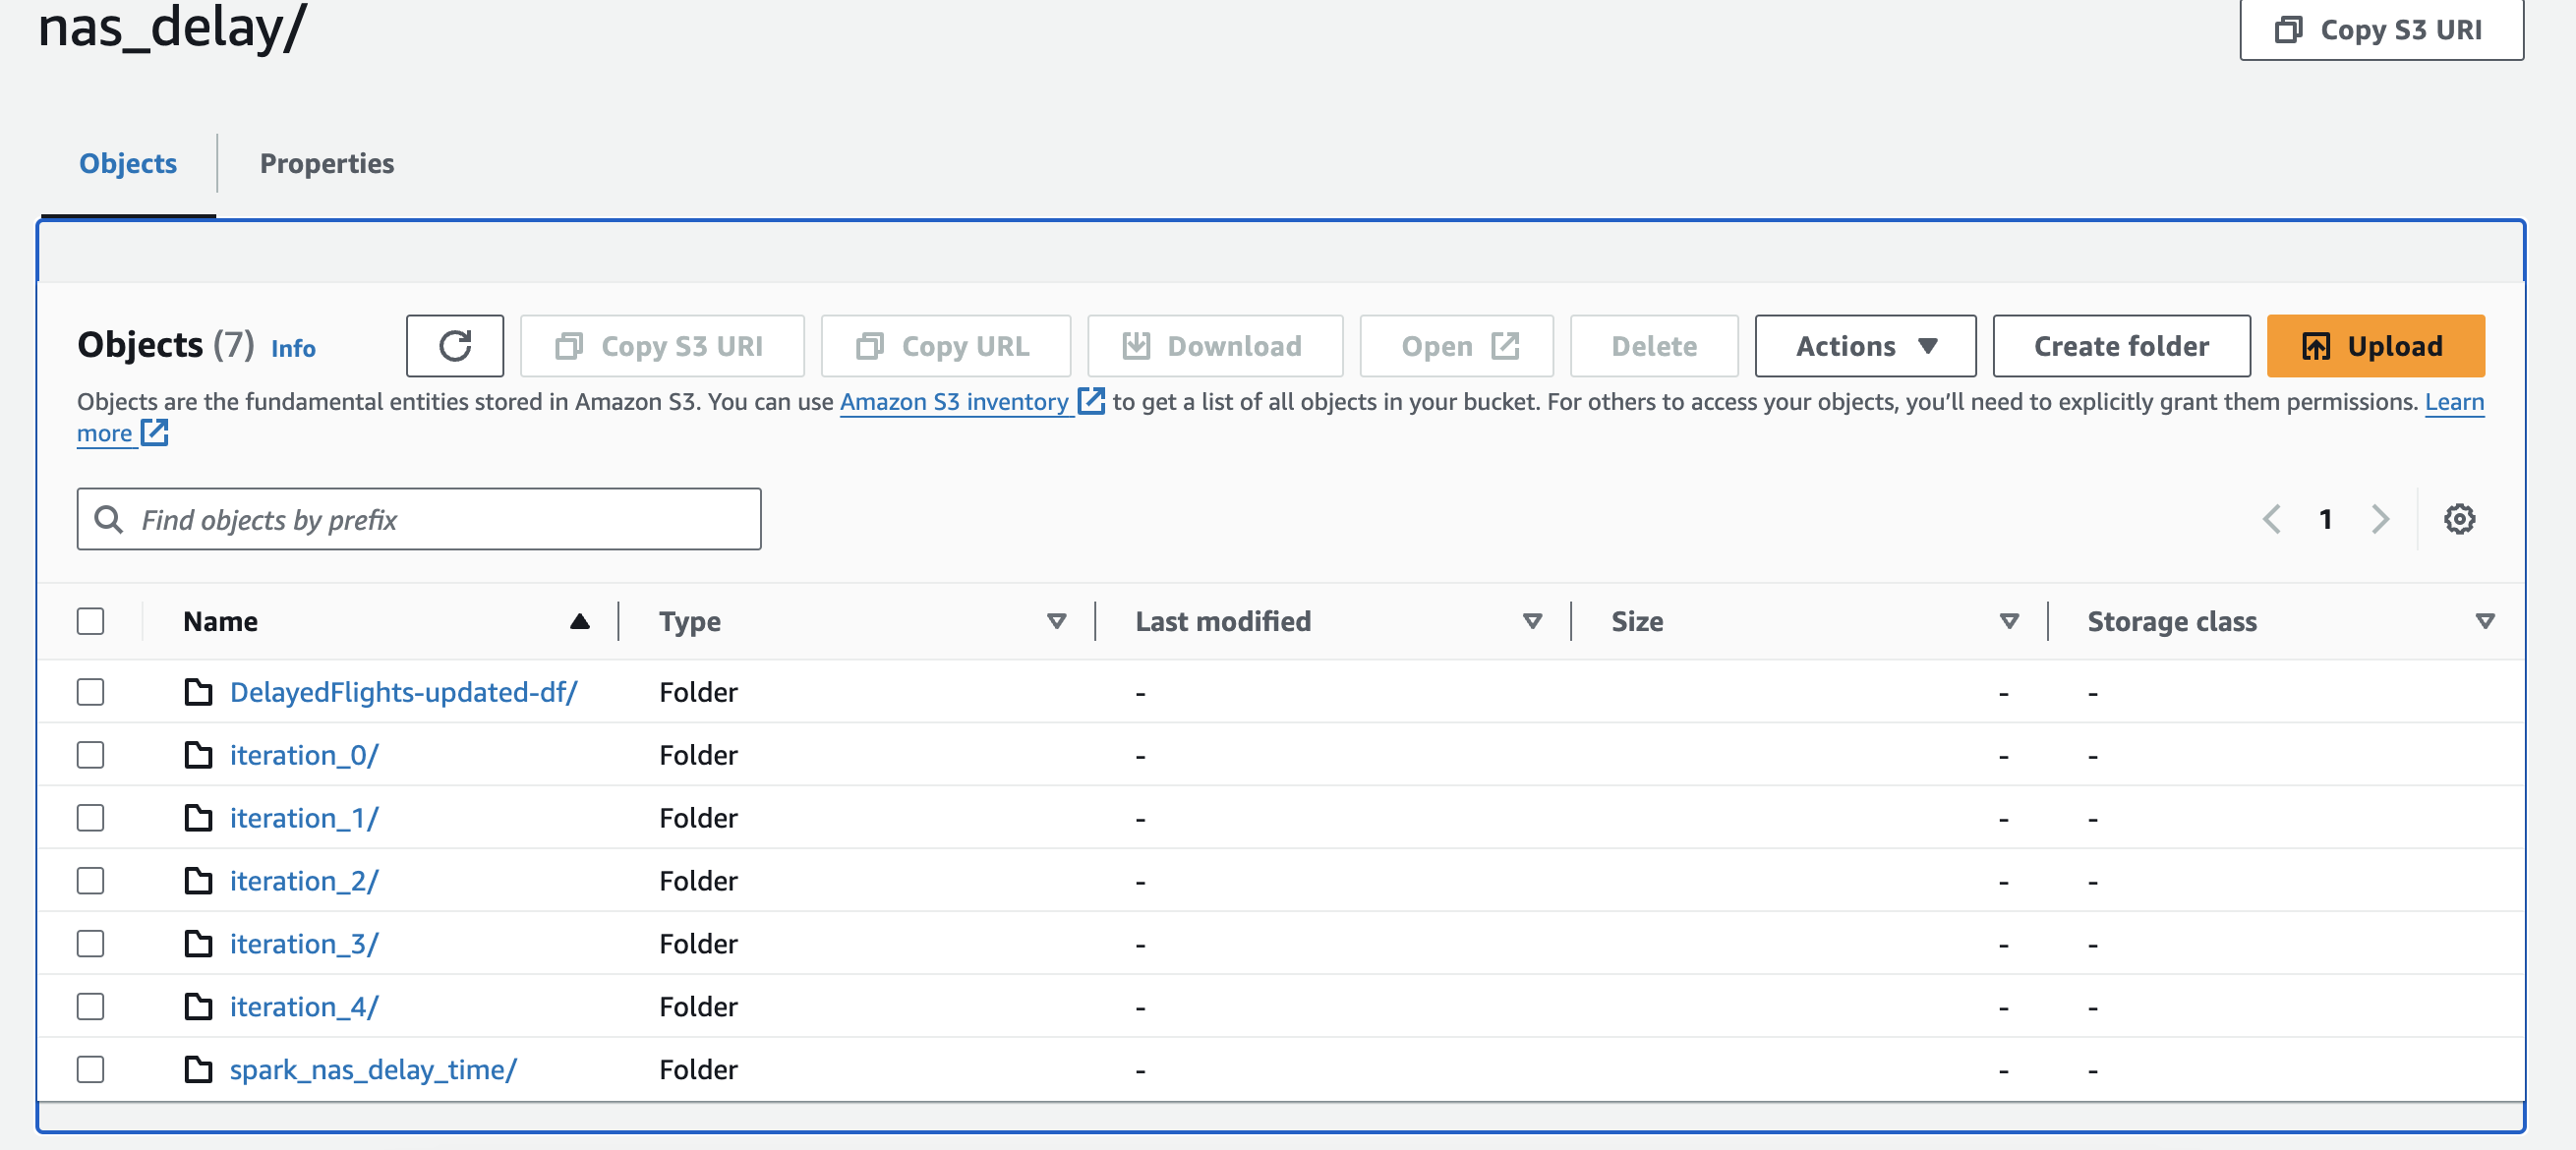 nas_delay/
Copy S3 URI
Objects
Properties
Objects (7) Info
Copy S3 URI
Copy URL
Download
Open
Delete
Actions
Create folder
Upload
Objects are the fundamental entities stored in Amazon S3. You can use Amazon S3 inventory to get a list of all objects in your bucket. For others to access your objects, you’ll need to explicitly grant them permissions. Learn
more
Find objects by prefix
1
Name Type Last modified Size Storage class
DelayedFlights-updated-df/ Folder - - -
iteration_0/ Folder - - -
iteration_1/ Folder - - -
iteration_2/ Folder - - -
iteration_3/ Folder - - -
iteration_4/ Folder - - -
spark_nas_delay_time/ Folder - - -